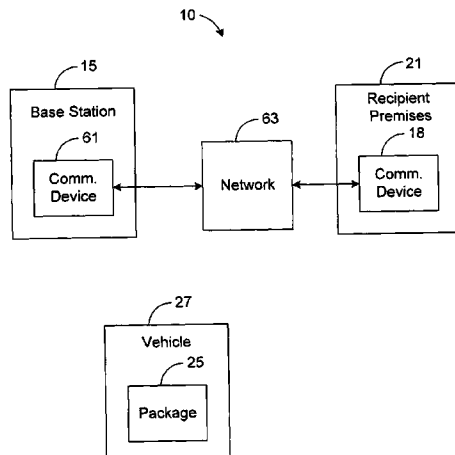 10
15
Base Station
61
Comm.
Device
63
Network
21
Recipient
Premises
18
Comm.
Device
27
Vehicle
25
Package